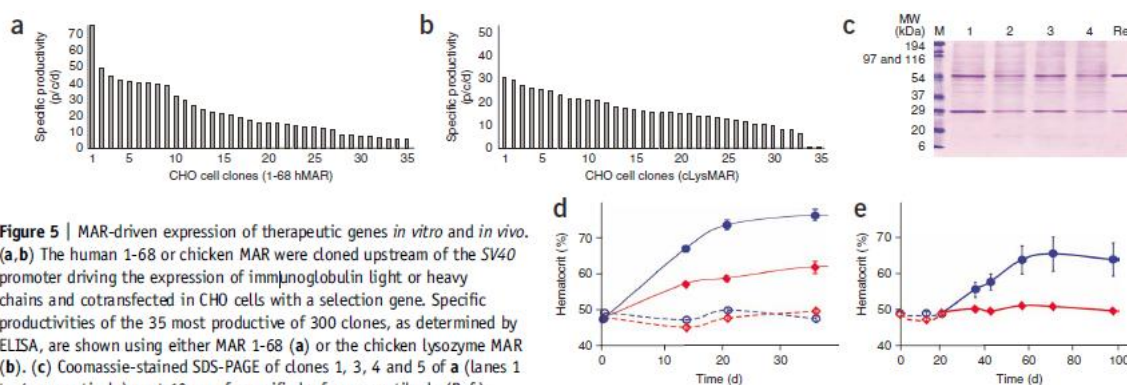 a
Specific productivity
(p/c/d)
70
60
50
40
30
20
10
0
1 5 10 15 20 25 30 35
CHO cell clones (1-68 hMAR)
b
Specific productivity
(p/c/d)
50
40
30
20
10
0
1 5 10 15 20 25 30 35
CHO cell clones (cLysMAR)
c
MW
(kDa) M 1 2 3 4 Re
194
97 and 116
54
37
29
20
6
Figure 5 | MAR-driven expression of therapeutic genes in vitro and in vivo.
(a,b) The human 1-68 or chicken MAR were cloned upstream of the SV40
promoter driving the expression of immunoglobulin light or heavy
chains and cotransfected in CHO cells with a selection gene. Specific
productivities of the 35 most productive of 300 clones, as determined by
ELISA, are shown using either MAR 1-68 (a) or the chicken lysozyme MAR
(b). (c) Coomassie-stained SDS-PAGE of clones 1, 3, 4 and 5 of a (lanes 1
d
Hematocrit (%)
70
60
50
40
0 20 40 60 80 100
Time (d)
e
Hematocrit (%)
70
60
50
40
0 20 40 60 80 100
Time (d)